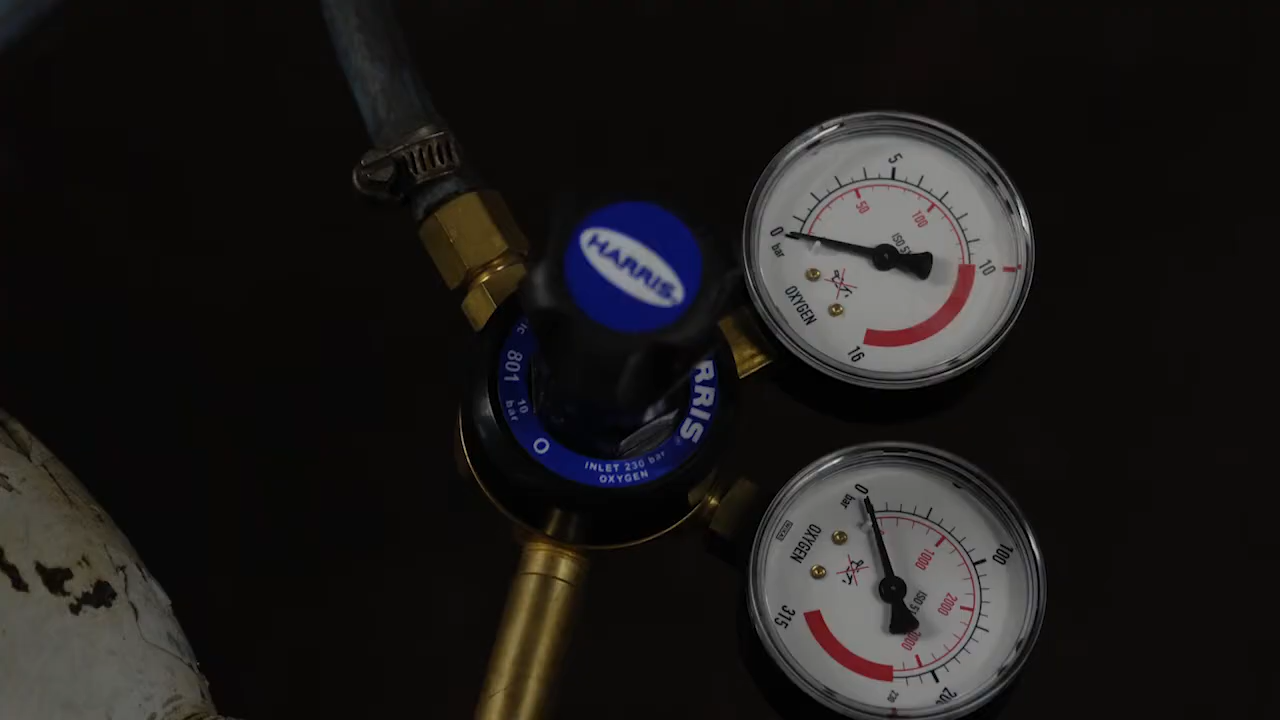 HARRIS
801
10
bar
O
RRIS
INLET 230 bar
OXYGEN
0
5
10
16
bar
50
100
OXYGEN
0
100
315
bar
1000
2000
230
OXYGEN